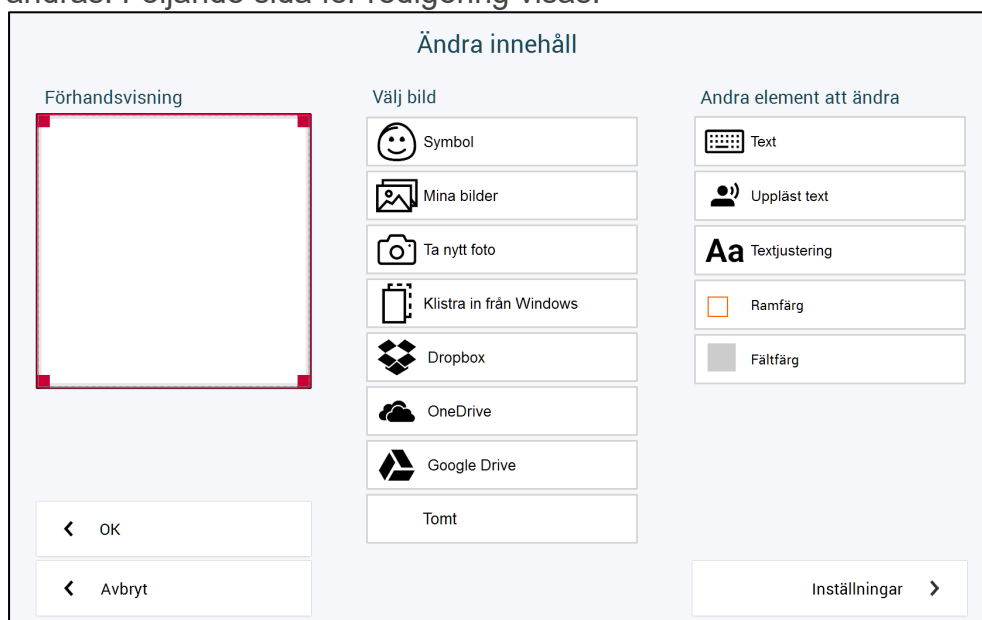 ändras. Följande sida för redigering visas.
Ändra innehåll
Förhandsvisning
Välj bild
Symbol
Mina bilder
Ta nytt foto
Klistra in från Windows
Dropbox
OneDrive
Google Drive
Tomt
Andra element att ändra
Text
Uppläst text
Aa Textjustering
Ramfärg
Fältfärg
OK
Avbryt
Inställningar